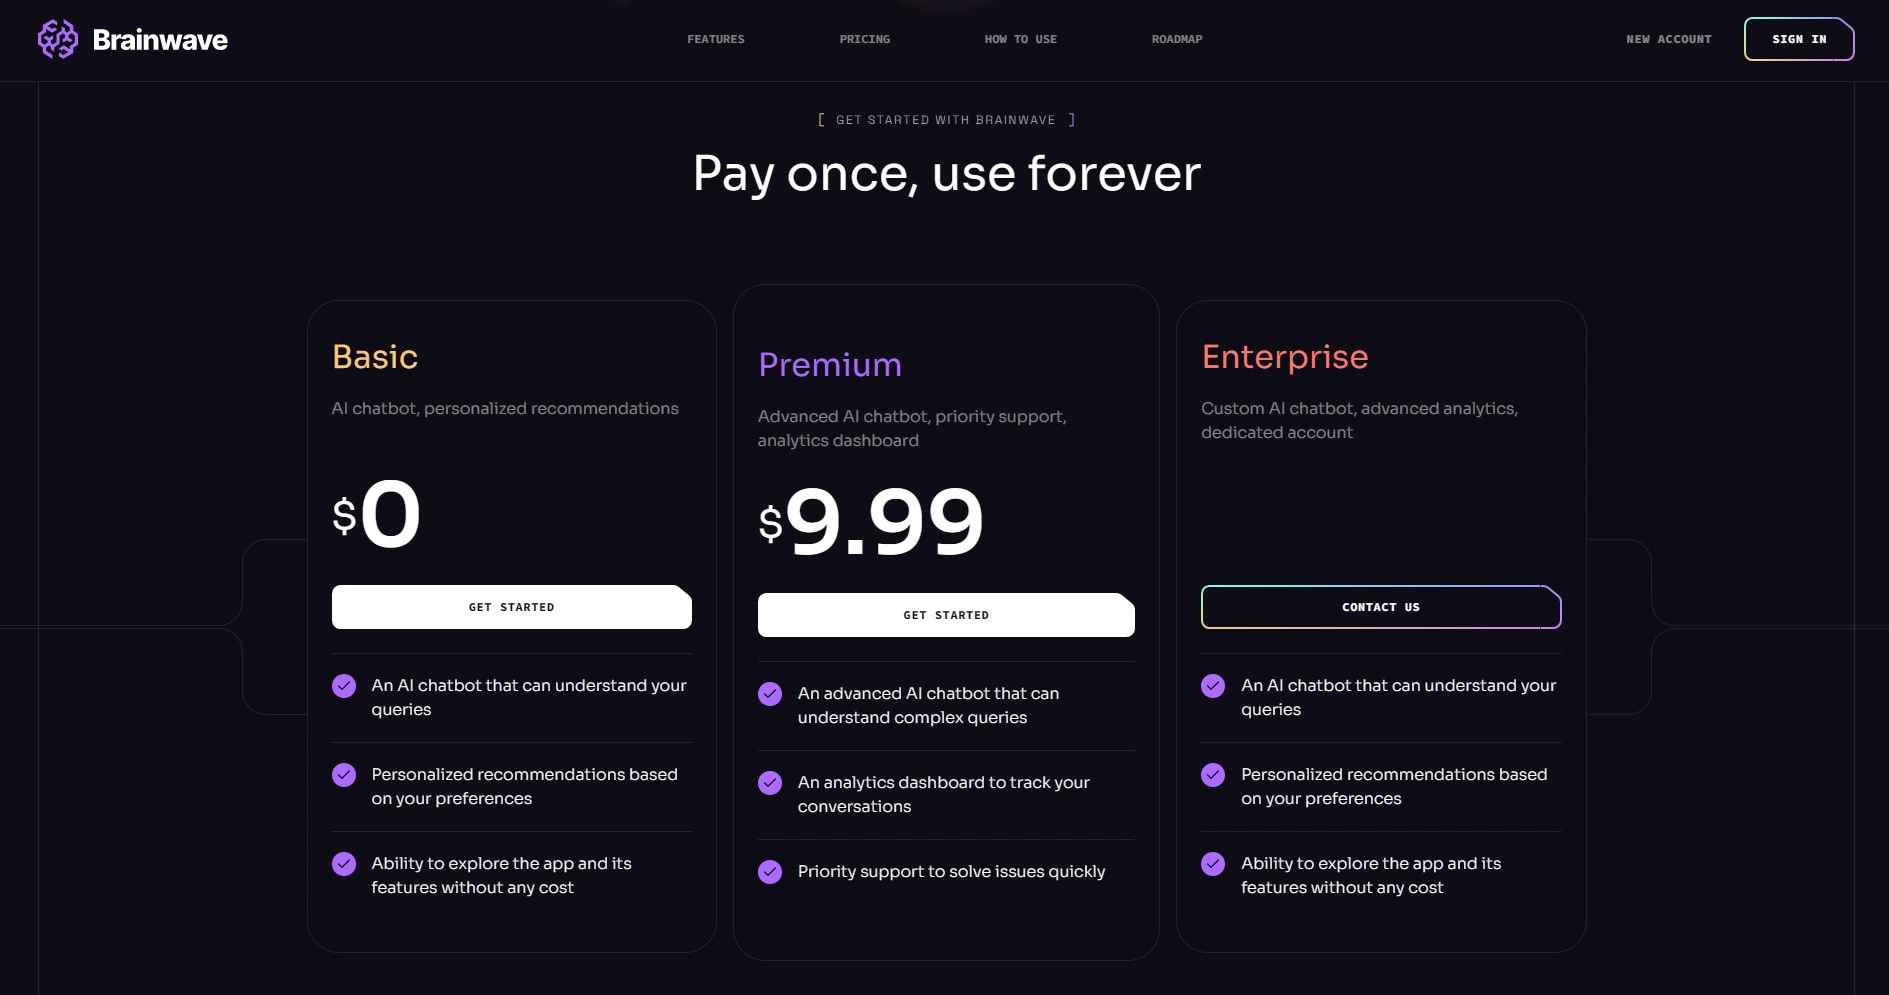 Brainwave
FEATURES
PRICING
HOW TO USE
ROADMAP
NEW ACCOUNT
SIGN IN
[ GET STARTED WITH BRAINWAVE ]
Pay once, use forever
Basic
AI chatbot, personalized recommendations
$0
GET STARTED
An AI chatbot that can understand your
queries
Personalized recommendations based
on your preferences
Ability to explore the app and its
features without any cost
Premium
Advanced AI chatbot, priority support,
analytics dashboard
$9.99
GET STARTED
An advanced AI chatbot that can
understand complex queries
An analytics dashboard to track your
conversations
Priority support to solve issues quickly
Enterprise
Custom AI chatbot, advanced analytics,
dedicated account
CONTACT US
An AI chatbot that can understand your
queries
Personalized recommendations based
on your preferences
Ability to explore the app and its
features without any cost